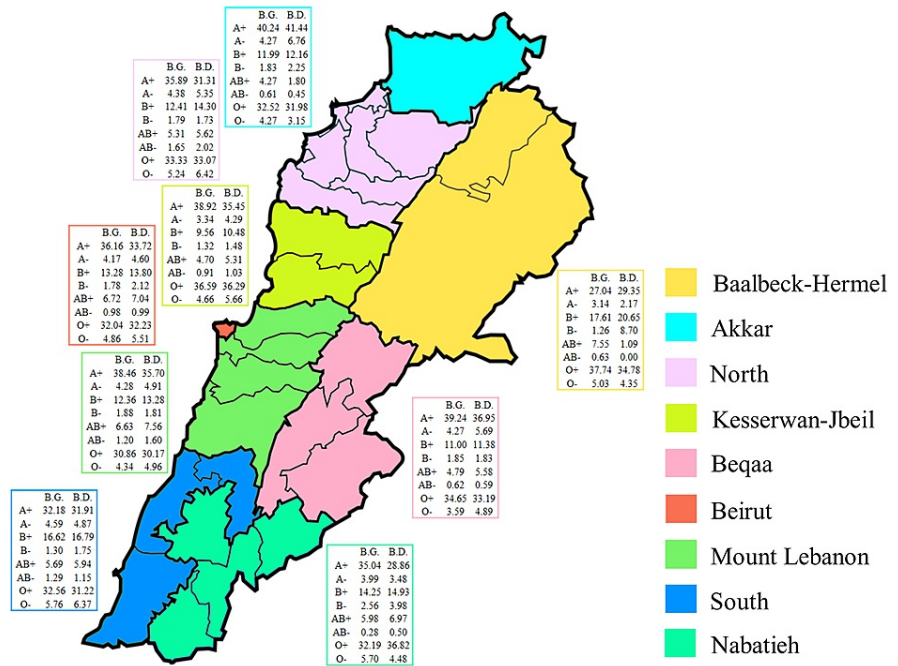 B.G. B.D.
A+ 40.24 41.44
A- 4.27 6.76
B+ 11.99 12.16
B- 1.83 2.25
AB+ 4.27 1.80
AB- 0.61 0.45
O+ 32.52 31.98
O- 4.27 3.15
B.G. B.D.
A+ 35.89 31.31
A- 4.38 5.35
B+ 12.41 14.30
B- 1.79 1.73
AB+ 5.31 5.62
AB- 1.65 2.02
O+ 33.33 33.07
O- 5.24 6.42
B.G. B.D.
A+ 38.92 35.45
A- 3.34 4.29
B+ 9.56 10.48
B- 1.32 1.48
AB+ 4.70 5.31
AB- 0.91 1.03
O+ 36.59 36.29
O- 4.66 5.66
B.G. B.D.
A+ 36.16 33.72
A- 4.17 4.60
B+ 13.28 13.80
B- 1.78 2.12
AB+ 6.72 7.04
AB- 0.98 0.99
O+ 32.04 32.23
O- 4.86 5.51
B.G. B.D.
A+ 38.46 35.70
A- 4.28 4.91
B+ 12.36 13.28
B- 1.88 1.81
AB+ 6.63 7.56
AB- 1.20 1.60
O+ 30.86 30.17
O- 4.34 4.96
B.G. B.D.
A+ 32.18 31.91
A- 4.59 4.87
B+ 16.62 16.79
B- 1.30 1.75
AB+ 5.69 5.94
AB- 1.29 1.15
O+ 32.56 31.22
O- 5.76 6.37
B.G. B.D.
A+ 27.04 29.35
A- 3.14 2.17
B+ 17.61 20.65
B- 1.26 8.70
AB+ 7.55 1.09
AB- 0.63 0.00
O+ 37.74 34.78
O- 5.03 4.35
B.G. B.D.
A+ 39.24 36.95
A- 4.27 5.69
B+ 11.00 11.38
B- 1.85 1.83
AB+ 4.79 5.58
AB- 0.62 0.59
O+ 34.65 33.19
O- 3.59 4.89
B.G. B.D.
A+ 35.04 28.86
A- 3.99 3.48
B+ 14.25 14.93
B- 2.56 3.98
AB+ 5.98 6.97
AB- 0.28 0.50
O+ 32.19 36.82
O- 5.70 4.48
Baalbeck-Hermel
Akkar
North
Kesserwan-Jbeil
Beqaa
Beirut
Mount Lebanon
South
Nabatieh